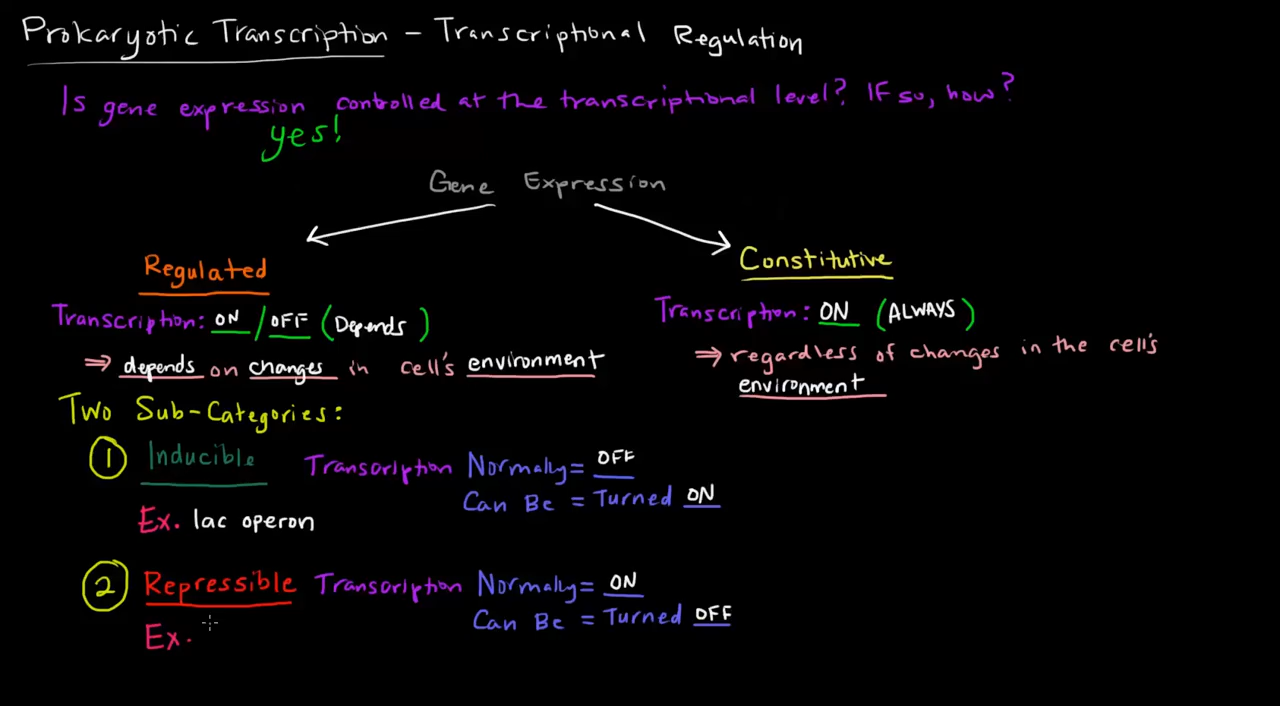 Prokaryotic Transcription - Transcriptional Regulation
Is gene expression controlled at the transcriptional level? If so, how?
yes!
Gene Expression
Regulated
Transcription: ON / OFF (Depends)
⇒ depends on changes in cell's environment
Constitutive
Transcription: ON (ALWAYS)
⇒ regardless of changes in the cell's
environment
Two Sub-Categories:
1 Inducible Transcription Normally = OFF
Can Be = Turned ON
Ex. lac operon
2 Repressible Transcription Normally = ON
Can Be = Turned OFF
Ex.